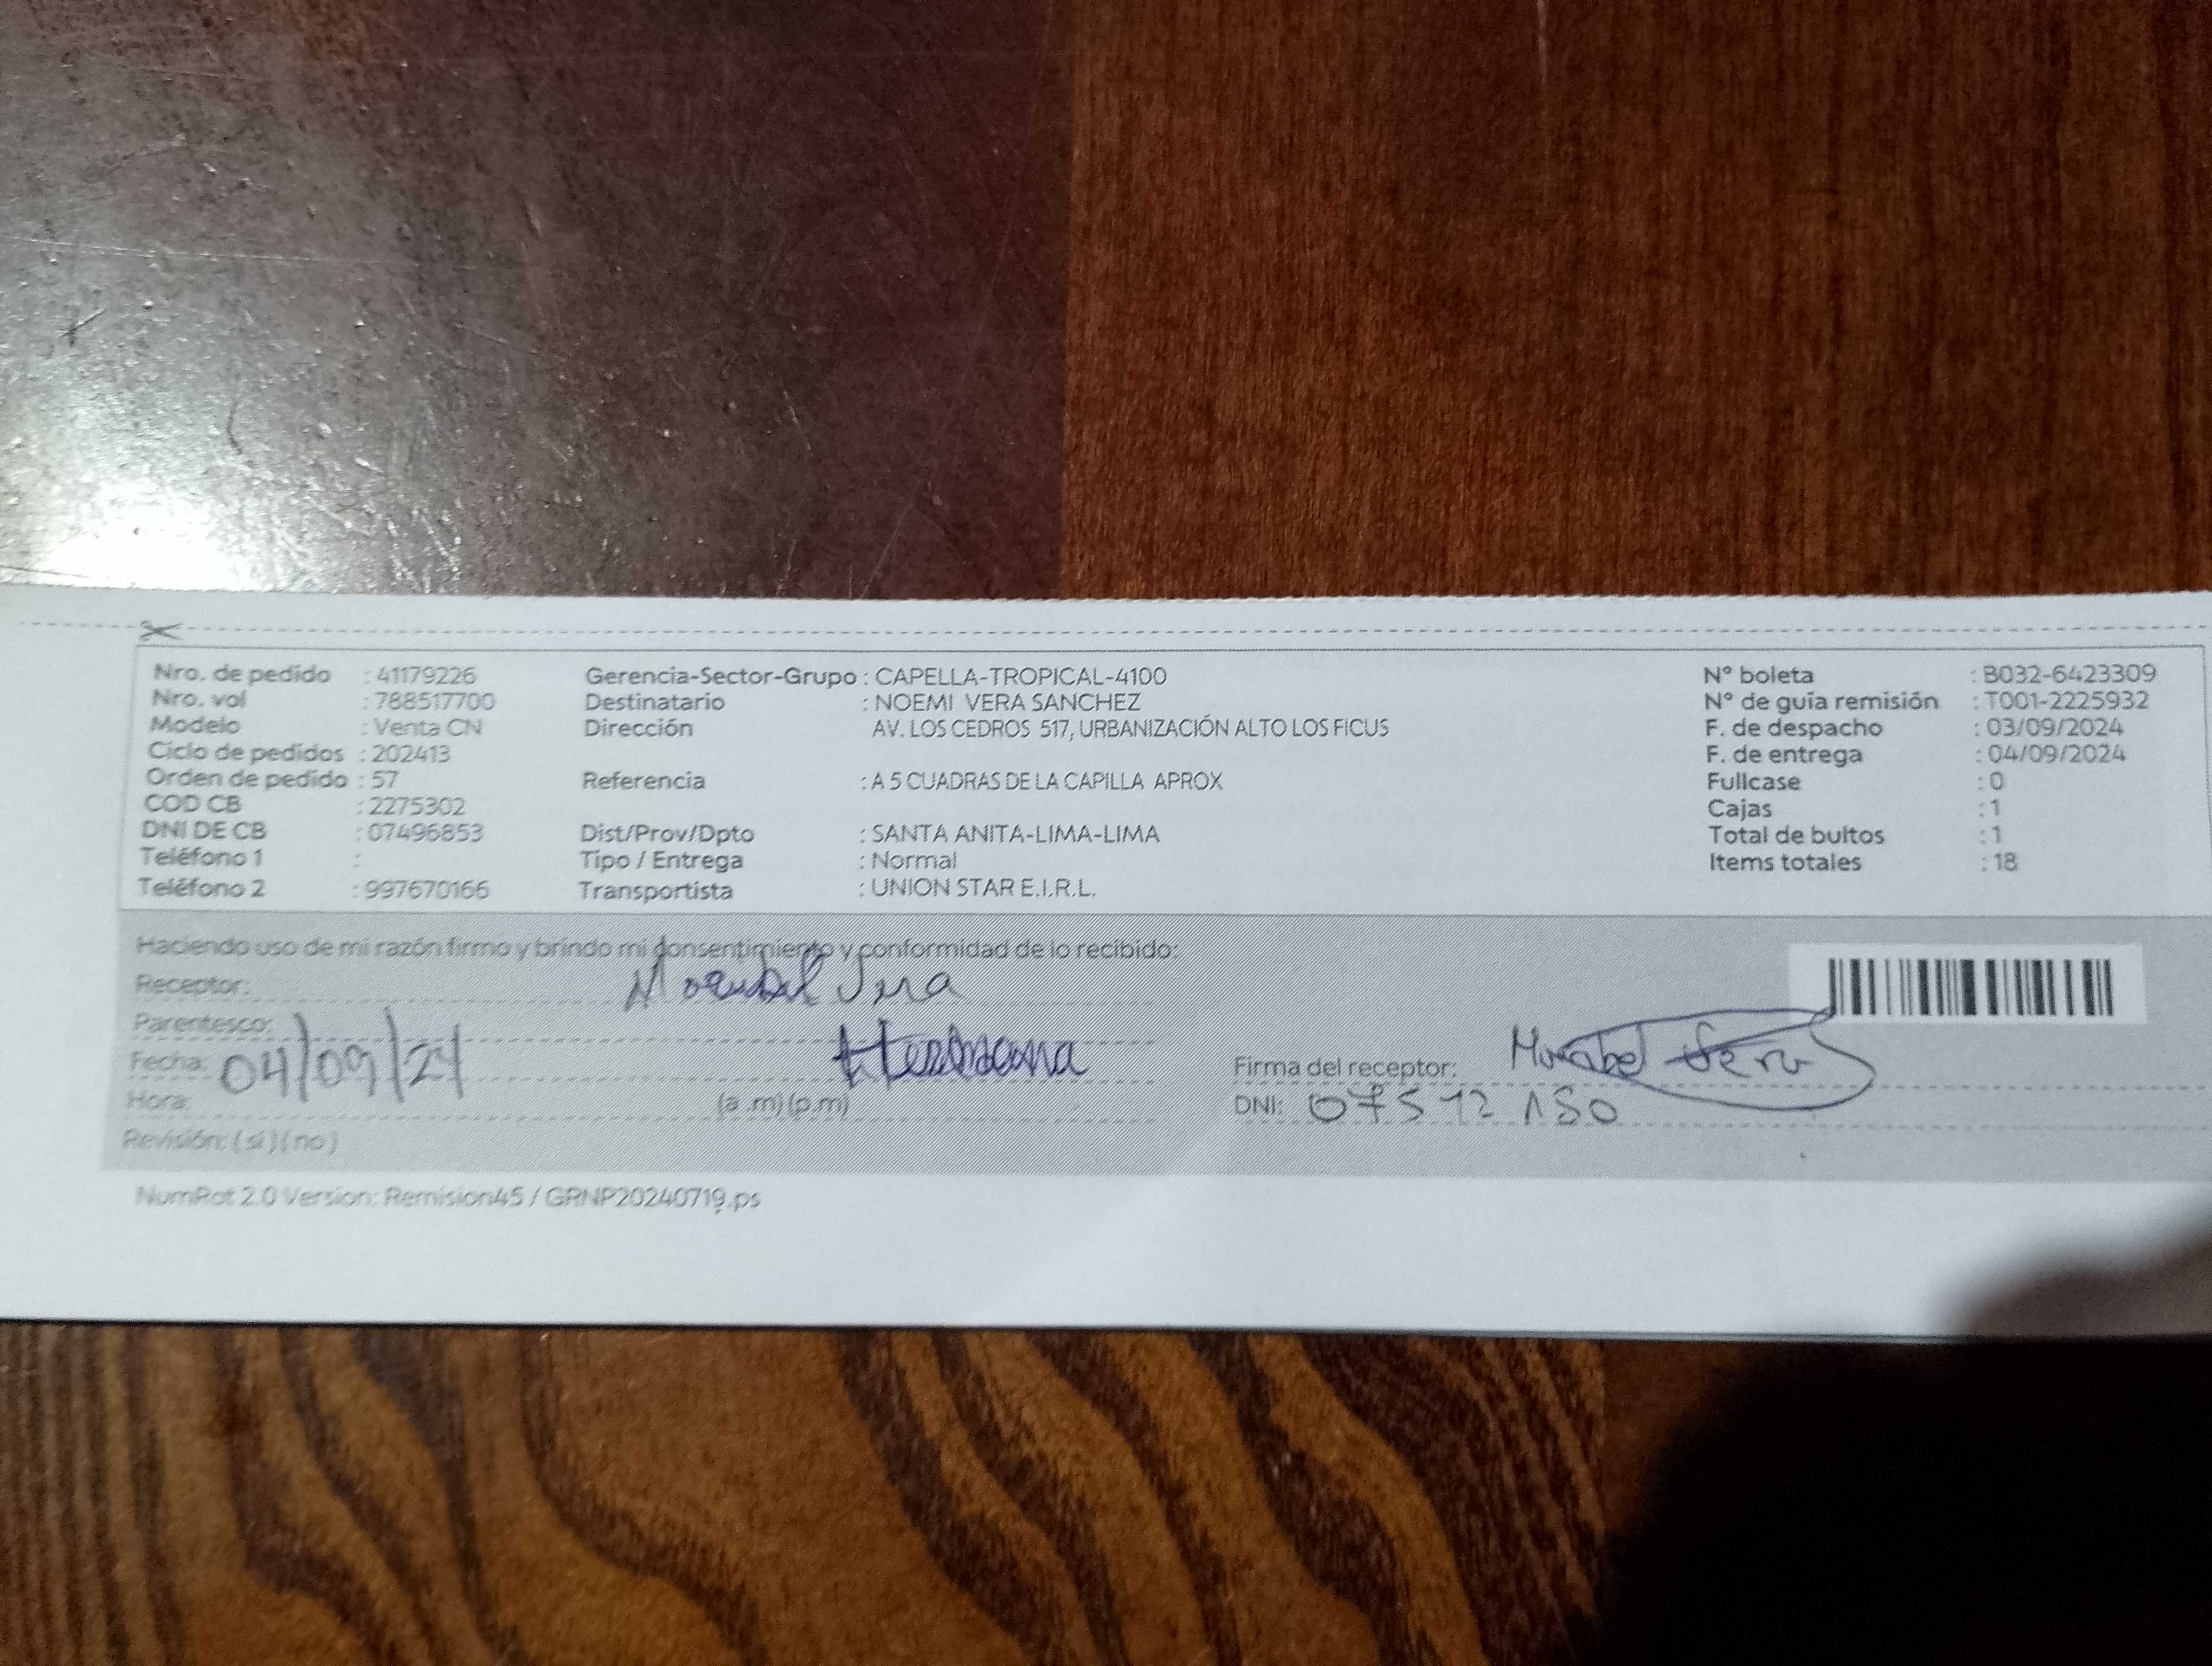 Nro. de pedido : 41179226 Gerencia-Sector-Grupo : CAPELLA-TROPICAL-4100 N° boleta : B032-6423309
Nro. vol : 788517700 Destinatario : NOEMI VERA SANCHEZ N° de guía remisión : T001-2225932
Modelo : Venta CN Dirección AV. LOS CEDROS 517, URBANIZACIÓN ALTO LOS FICUS F. de despacho : 03/09/2024
Ciclo de pedidos : 202413 F. de entrega : 04/09/2024
Orden de pedido : 57 Referencia : A 5 CUADRAS DE LA CAPILLA APROX Fullcase : 0
COD CB : 2275302 Cajas : 1
DNI DE CB : 07496853 Dist/Prov/Dpto : SANTA ANITA-LIMA-LIMA Total de bultos : 1
Teléfono 1 : Tipo / Entrega : Normal Items totales : 18
Teléfono 2 : 997670166 Transportista : UNION STAR E.I.R.L.
Haciendo uso de mi razón firmo y brindo mi consentimiento y conformidad de lo recibido:
Receptor:
Parentesco: Hermana
Fecha: 04/09/24 Firma del receptor: Maribel Vera
Hora: (a .m) (p.m) DNI: 07512180
Revisión: ( si ) ( no )
NumRot 2.0 Version: Remision45 / GRNP20240719.ps